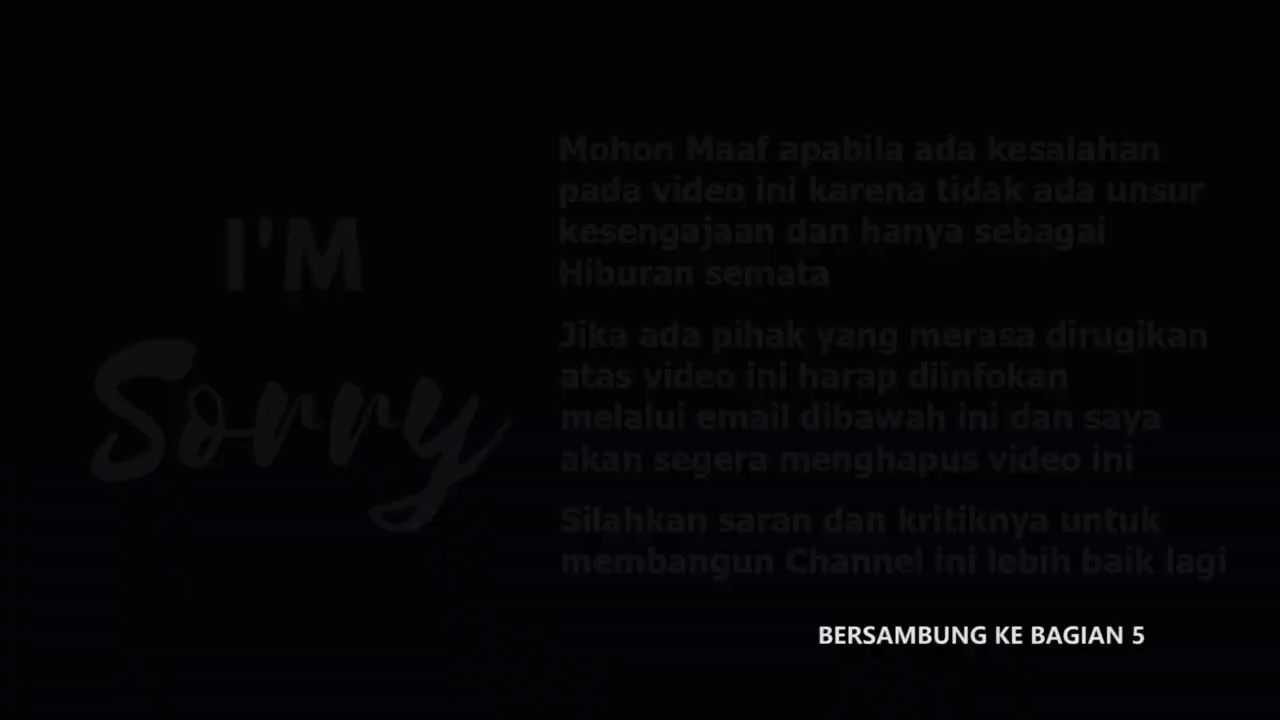 I'M
Sorry
Mohon Maaf apabila ada kesalahan
pada video ini karena tidak ada unsur
kesengajaan dan hanya sebagai
Hiburan semata
Jika ada pihak yang merasa dirugikan
atas video ini harap diinfokan
melalui email dibawah ini dan saya
akan segera menghapus video ini
Silahkan saran dan kritiknya untuk
membangun Channel ini lebih baik lagi
BERSAMBUNG KE BAGIAN 5